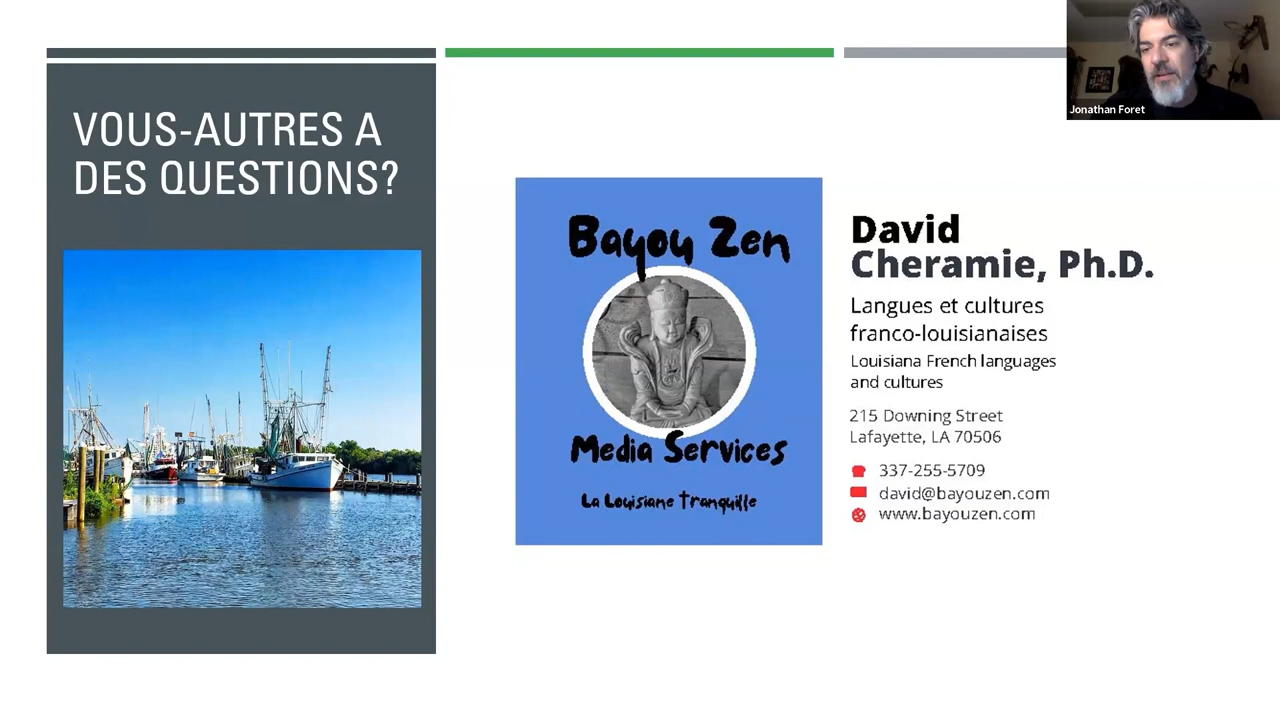 VOUS-AUTRES A
DES QUESTIONS?
Bayou Zen
Media Services
La Louisiane Tranquille
David
Cheramie, Ph.D.
Langues et cultures
franco-louisianaises
Louisiana French languages
and cultures
215 Downing Street
Lafayette, LA 70506
337-255-5709
david@bayouzen.com
www.bayouzen.com
Jonathan Foret